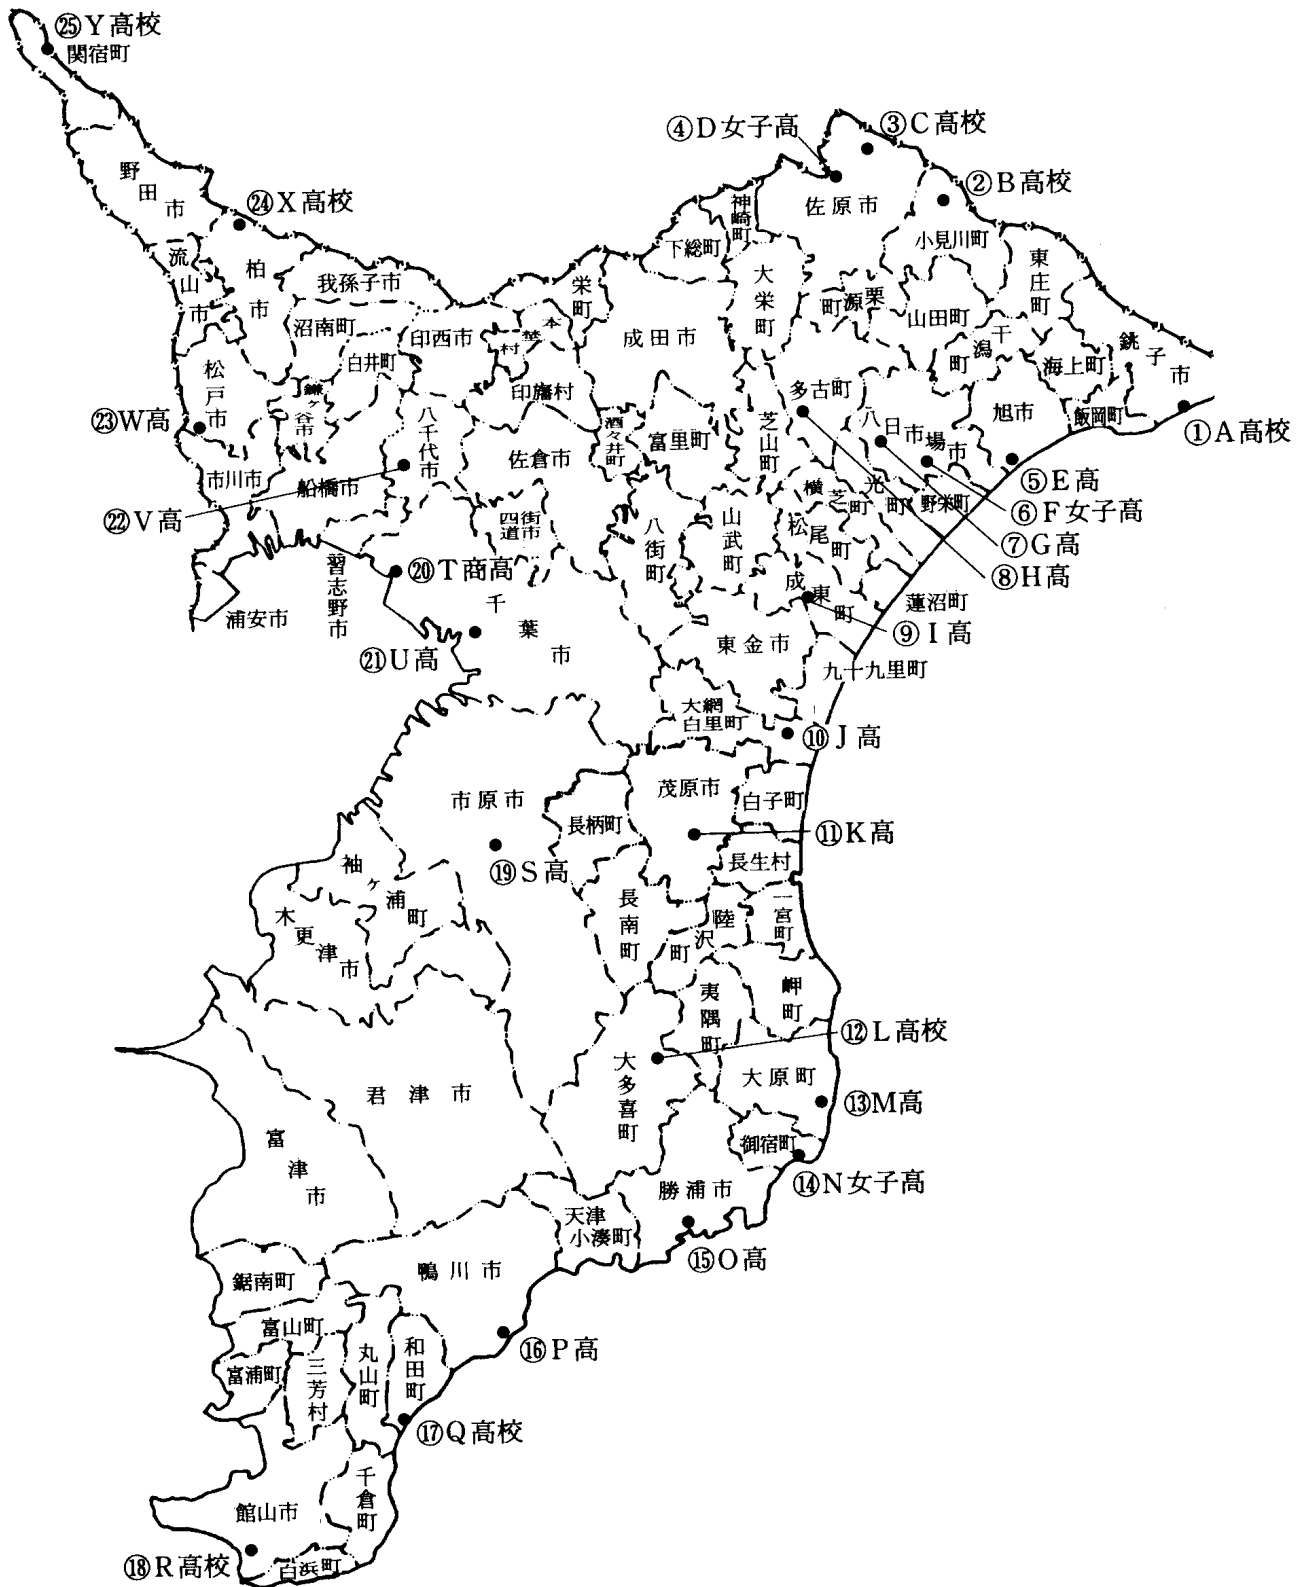 ㉕Y高校
関宿町
④D女子高
③C高校
②B高校
野田市
㉔X高校
神崎町
佐原市
下総町
小見川町
東庄町
流山市
柏市
我孫子市
栄町
大栄町
栗源町
山田町
干潟町
海上町
銚子市
沼南町
印西市
本埜村
成田市
白井町
松戸市
鎌ヶ谷市
印旛村
多古町
八日市場市
旭市
飯岡町
①A高校
㉓W高
八千代市
酒々井町
富里町
芝山町
佐倉市
市川市
船橋市
横芝町
光町
野栄町
⑤E高
⑥F女子高
㉒V高
四街道市
八街町
山武町
松尾町
⑦G高
⑧H高
習志野市
⑳T商高
成東町
蓮沼町
浦安市
千葉市
⑨I高
㉑U高
東金市
九十九里町
大網白里町
⑩J高
市原市
茂原市
白子町
長柄町
⑪K高
⑲S高
長生村
袖ヶ浦町
木更津市
長南町
陸沢町
一宮町
岬町
夷隅町
⑫L高校
大多喜町
大原町
君津市
⑬M高
富津市
御宿町
⑭N女子高
勝浦市
天津
小湊町
⑮O高
鴨川市
鋸南町
富山町
⑯P高
富浦町
三芳村
丸山町
和田町
⑰Q高校
千倉町
館山市
⑱R高校
百浜町